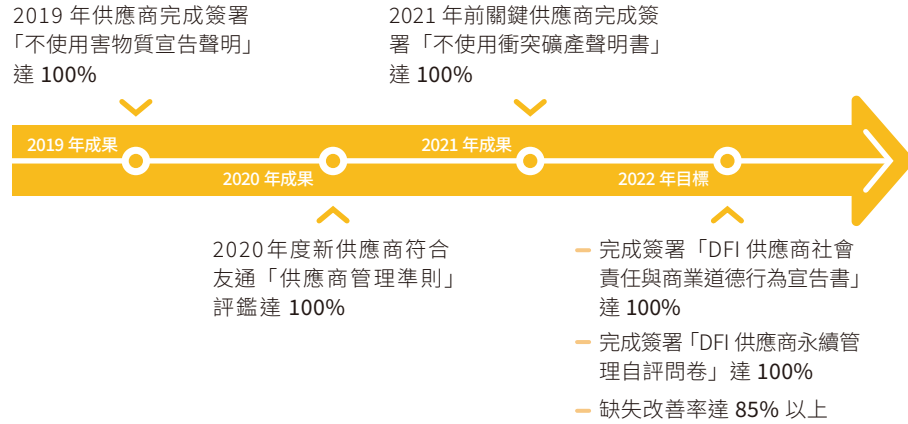 2019 年供應商完成簽署
「不使用害物質宣告聲明」
達 100%
2021 年前關鍵供應商完成簽
署「不使用衝突礦產聲明書」
達 100%
2019 年成果
2021 年成果
2020 年成果
2022 年目標
2020年度新供應商符合
友通「供應商管理準則」
評鑑達 100%
完成簽署「DFI 供應商社會
責任與商業道德行為宣告書」
達 100%
完成簽署「DFI 供應商永續管
理自評問卷」達 100%
缺失改善率達 85% 以上